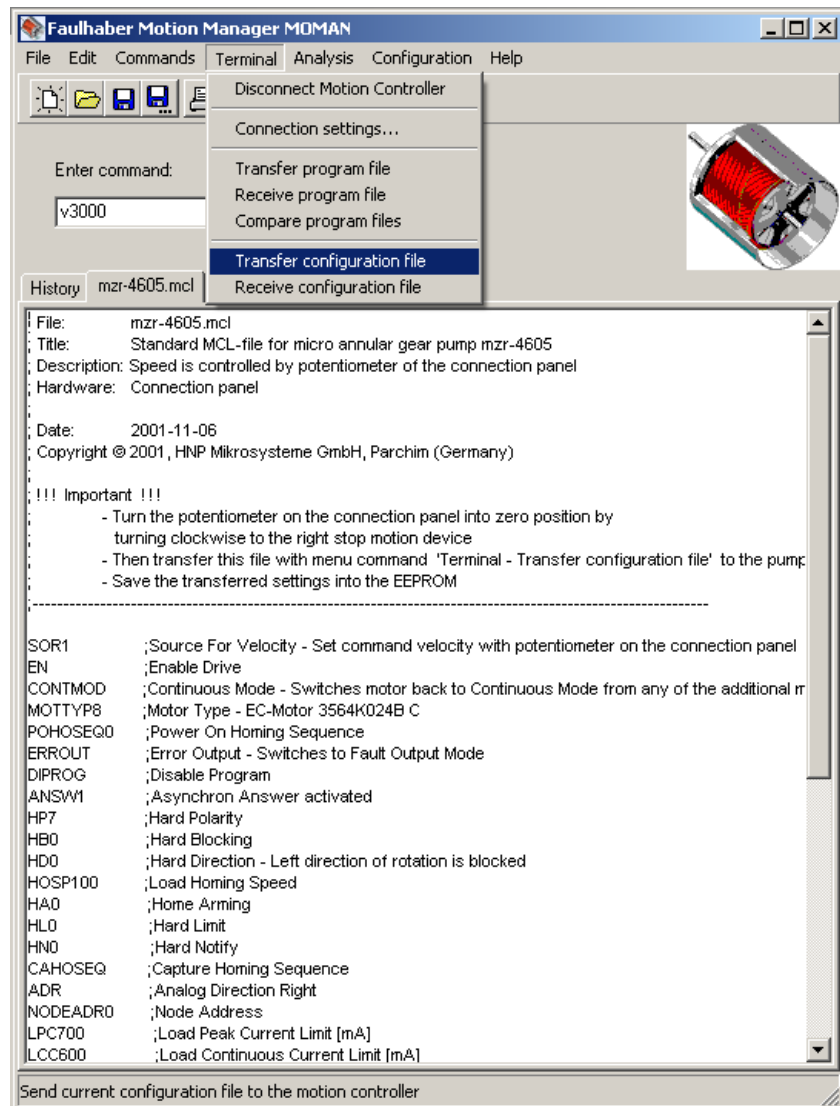 Faulhaber Motion Manager MOMAN
File Edit Commands Terminal Analysis Configuration Help
Disconnect Motion Controller
Connection settings...
Transfer program file
Receive program file
Compare program files
Transfer configuration file
Receive configuration file
Enter command:
v3000
History mzr-4605.mcl
; File: mzr-4605.mcl
; Title: Standard MCL-file for micro annular gear pump mzr-4605
; Description: Speed is controlled by potentiometer of the connection panel
; Hardware: Connection panel
;
; Date: 2001-11-06
; Copyright © 2001, HNP Mikrosysteme GmbH, Parchim (Germany)
;
; !!! Important !!!
; - Turn the potentiometer on the connection panel into zero position by
; turning clockwise to the right stop motion device
; - Then transfer this file with menu command 'Terminal - Transfer configuration file' to the pump
; - Save the transferred settings into the EEPROM
;----------------------------------------------------------------------
SOR1 ;Source For Velocity - Set command velocity with potentiometer on the connection panel
EN ;Enable Drive
CONTMOD ;Continuous Mode - Switches motor back to Continuous Mode from any of the additional
MOTTYP8 ;Motor Type - EC-Motor 3564K024B C
POHOSEQ0 ;Power On Homing Sequence
ERROUT ;Error Output - Switches to Fault Output Mode
DIPROG ;Disable Program
ANSW1 ;Asynchron Answer activated
HP7 ;Hard Polarity
HB0 ;Hard Blocking
HD0 ;Hard Direction - Left direction of rotation is blocked
HOSP100 ;Load Homing Speed
HA0 ;Home Arming
HL0 ;Hard Limit
HN0 ;Hard Notify
CAHOSEQ ;Capture Homing Sequence
ADR ;Analog Direction Right
NODEADR0 ;Node Address
LPC700 ;Load Peak Current Limit [mA]
LCC600 ;Load Continuous Current Limit [mA]
Send current configuration file to the motion controller